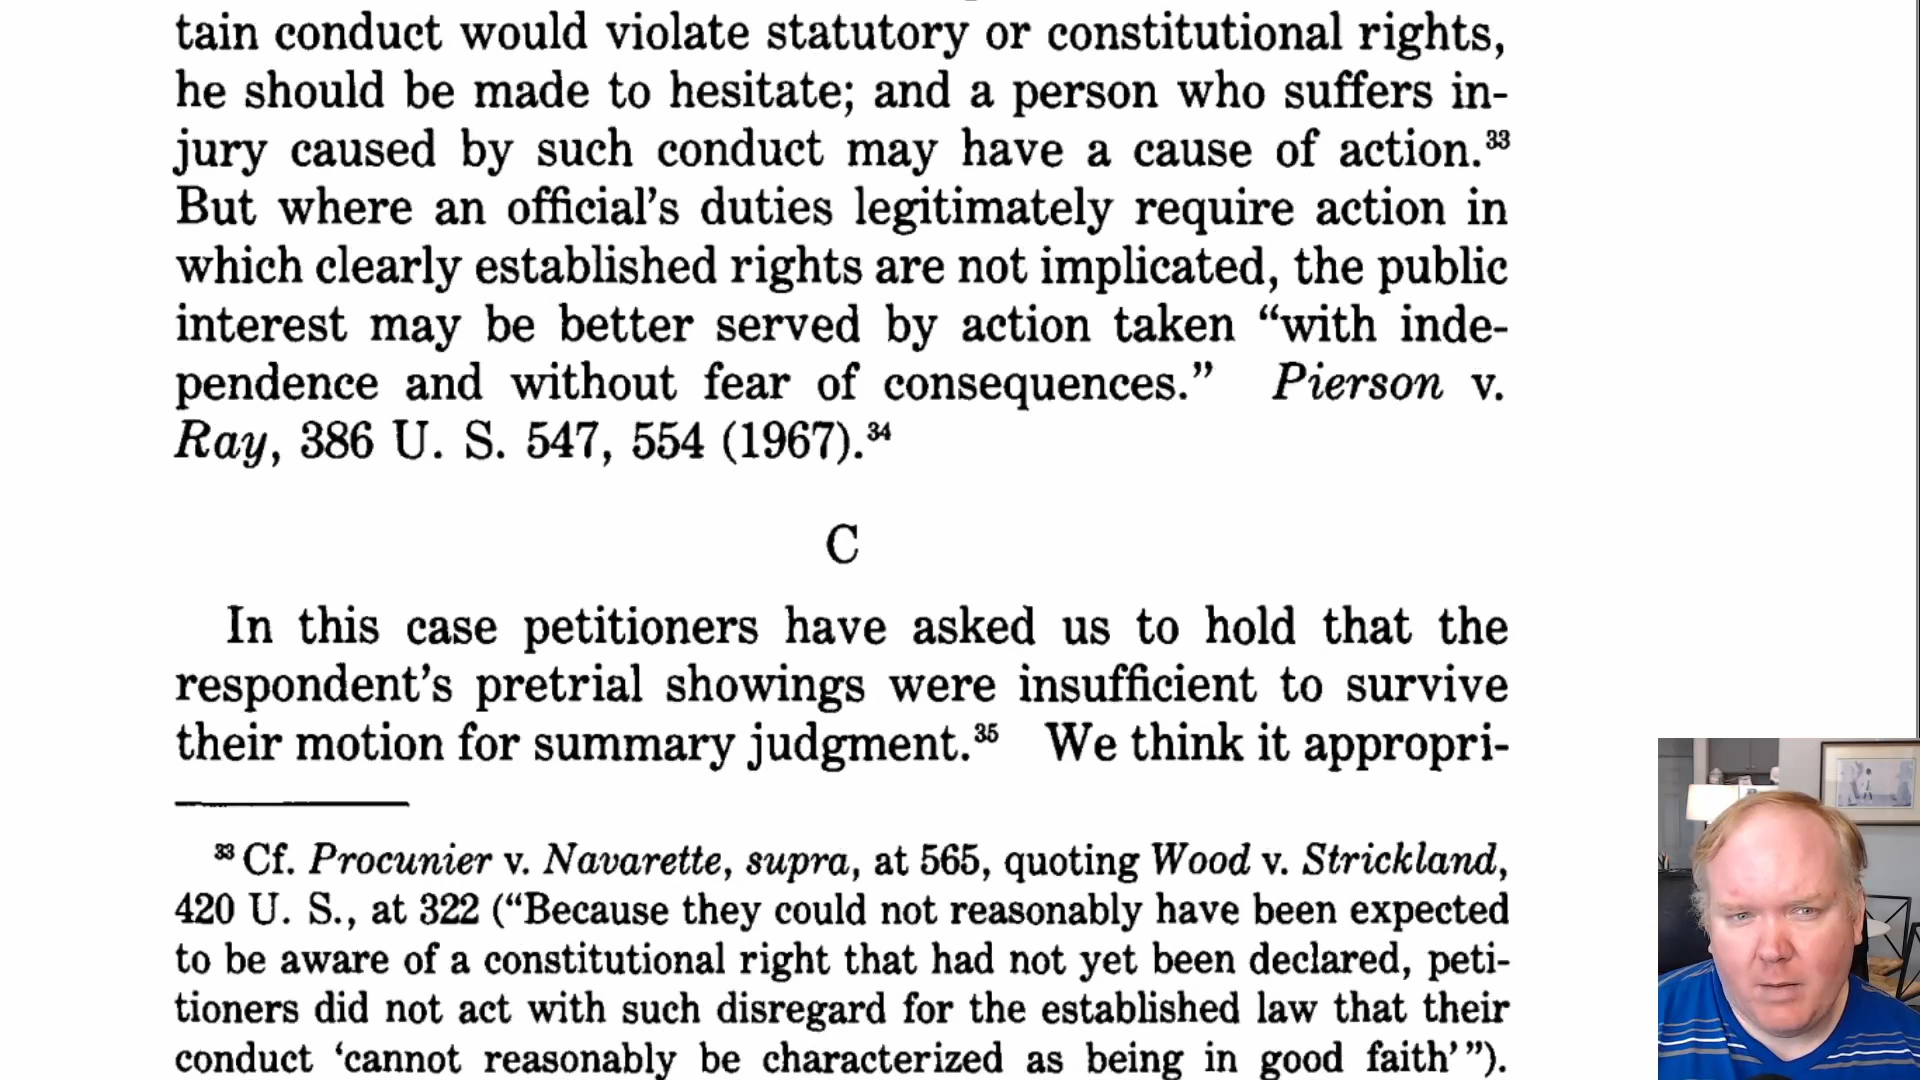 tain conduct would violate statutory or constitutional rights,
he should be made to hesitate; and a person who suffers in-
jury caused by such conduct may have a cause of action.³³
But where an official’s duties legitimately require action in
which clearly established rights are not implicated, the public
interest may be better served by action taken “with inde-
pendence and without fear of consequences.” Pierson v.
Ray, 386 U. S. 547, 554 (1967).³⁴
C
In this case petitioners have asked us to hold that the
respondent’s pretrial showings were insufficient to survive
their motion for summary judgment.³⁵ We think it appropri-
³³ Cf. Procunier v. Navarette, supra, at 565, quoting Wood v. Strickland,
420 U. S., at 322 (“Because they could not reasonably have been expected
to be aware of a constitutional right that had not yet been declared, peti-
tioners did not act with such disregard for the established law that their
conduct ‘cannot reasonably be characterized as being in good faith’”).